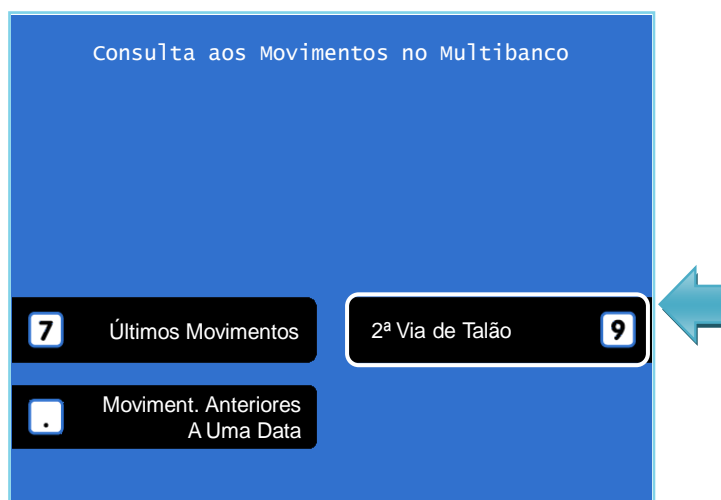 Consulta aos Movimentos no Multibanco
7 Últimos Movimentos
2ª Via de Talão 9
. Moviment. Anteriores
A Uma Data